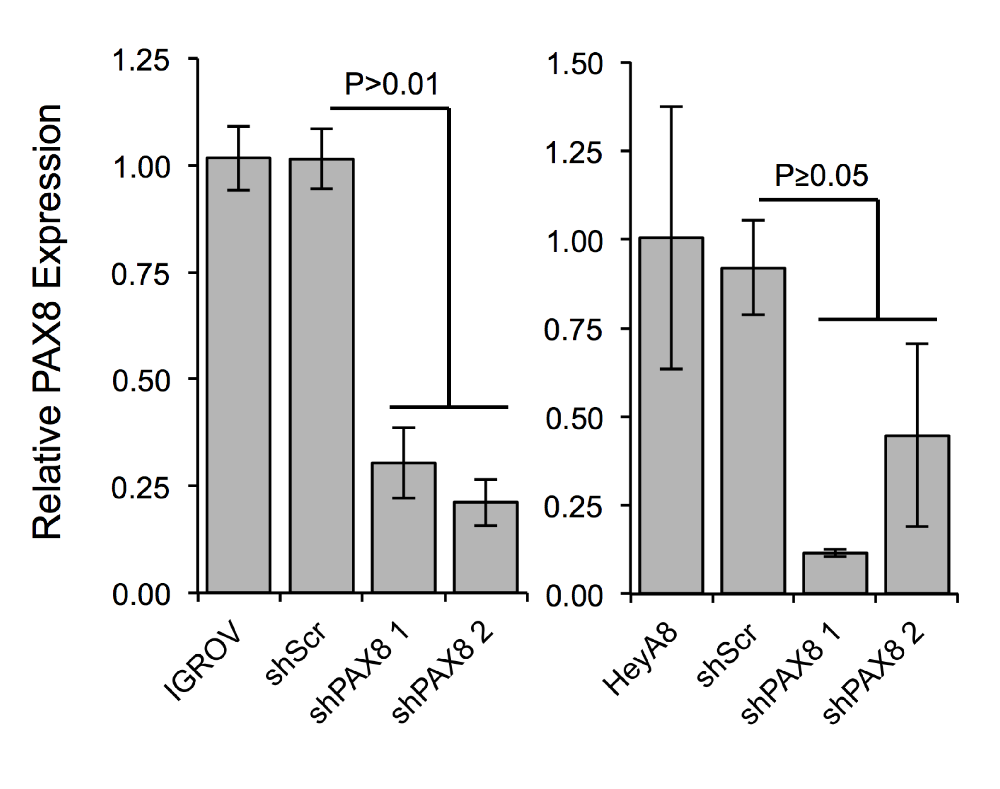 Relative PAX8 Expression
1.25
1.00
0.75
0.50
0.25
0.00
P>0.01
IGROV
shScr
shPAX8 1
shPAX8 2
1.50
1.25
1.00
0.75
0.50
0.25
0.00
P≥0.05
HeyA8
shScr
shPAX8 1
shPAX8 2